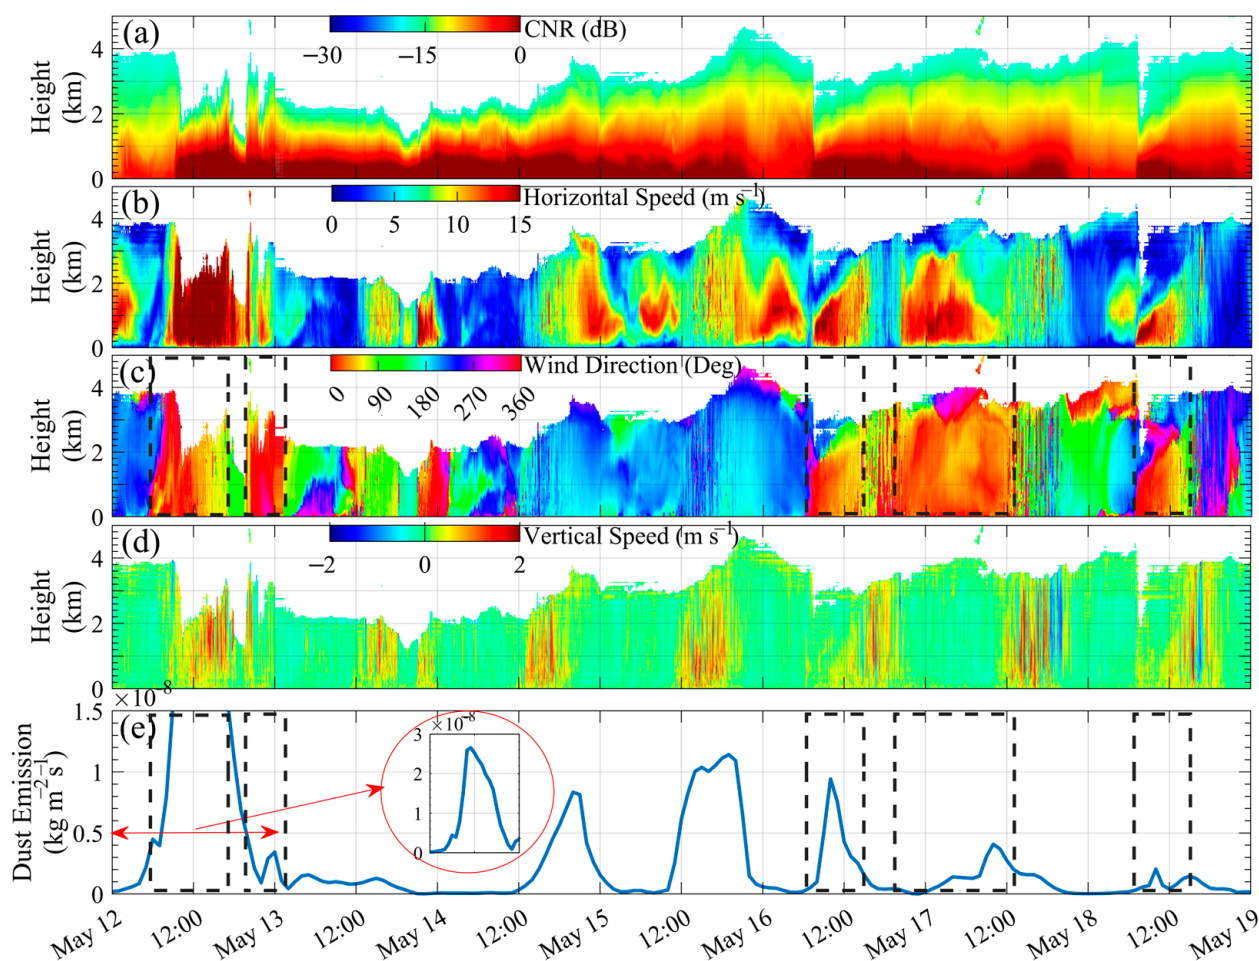 (a)
CNR (dB)
−30 −15 0
Height
(km)
4
2
0
(b)
Horizontal Speed (m s−1)
0 5 10 15
Height
(km)
4
2
0
(c)
Wind Direction (Deg)
0 90 180 270 360
Height
(km)
4
2
0
(d)
Vertical Speed (m s−1)
−2 0 2
Height
(km)
4
2
0
×10−8
(e)
Dust Emission
(kg m−2s−1)
1.5
1
0.5
0
×10−8
3
2
1
0
May 12 12:00 May 13 12:00 May 14 12:00 May 15 12:00 May 16 12:00 May 17 12:00 May 18 12:00 May 19